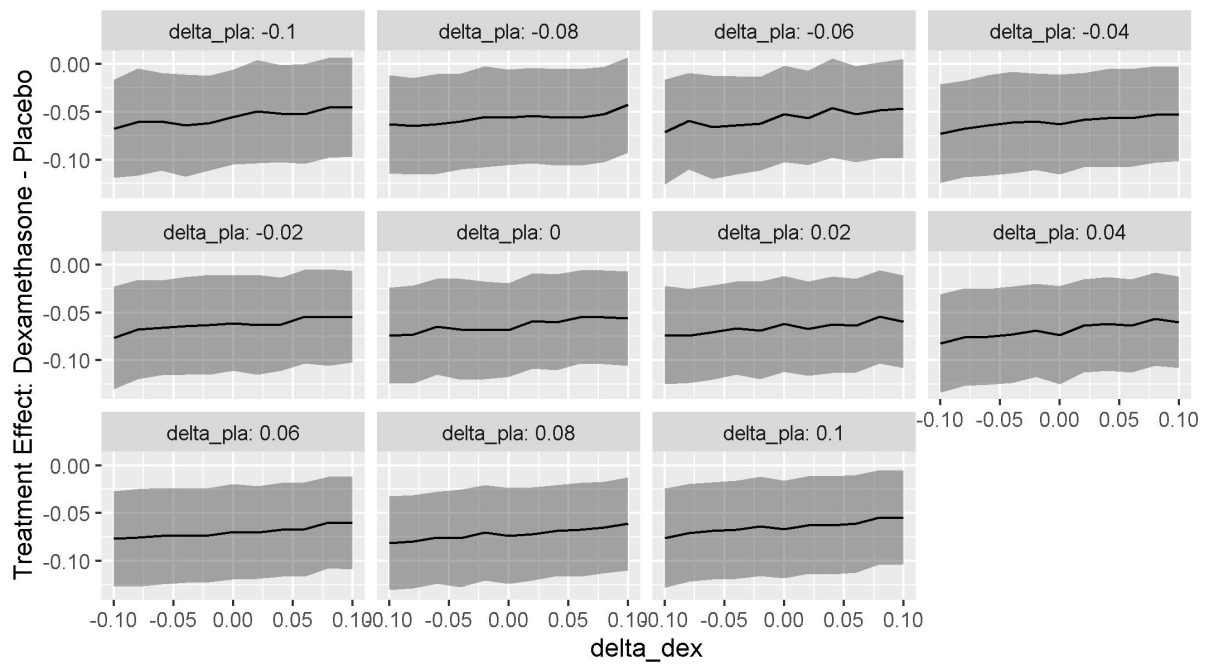 delta_pla: -0.1 delta_pla: -0.08 delta_pla: -0.06 delta_pla: -0.04
0.00
-0.05
-0.10
delta_pla: -0.02 delta_pla: 0 delta_pla: 0.02 delta_pla: 0.04
0.00
-0.05
-0.10
-0.10 -0.05 0.00 0.05 0.10
delta_pla: 0.06 delta_pla: 0.08 delta_pla: 0.1
0.00
-0.05
-0.10
-0.10 -0.05 0.00 0.05 0.10 -0.10 -0.05 0.00 0.05 0.10 -0.10 -0.05 0.00 0.05 0.10
delta_dex
Treatment Effect: Dexamethasone - Placebo